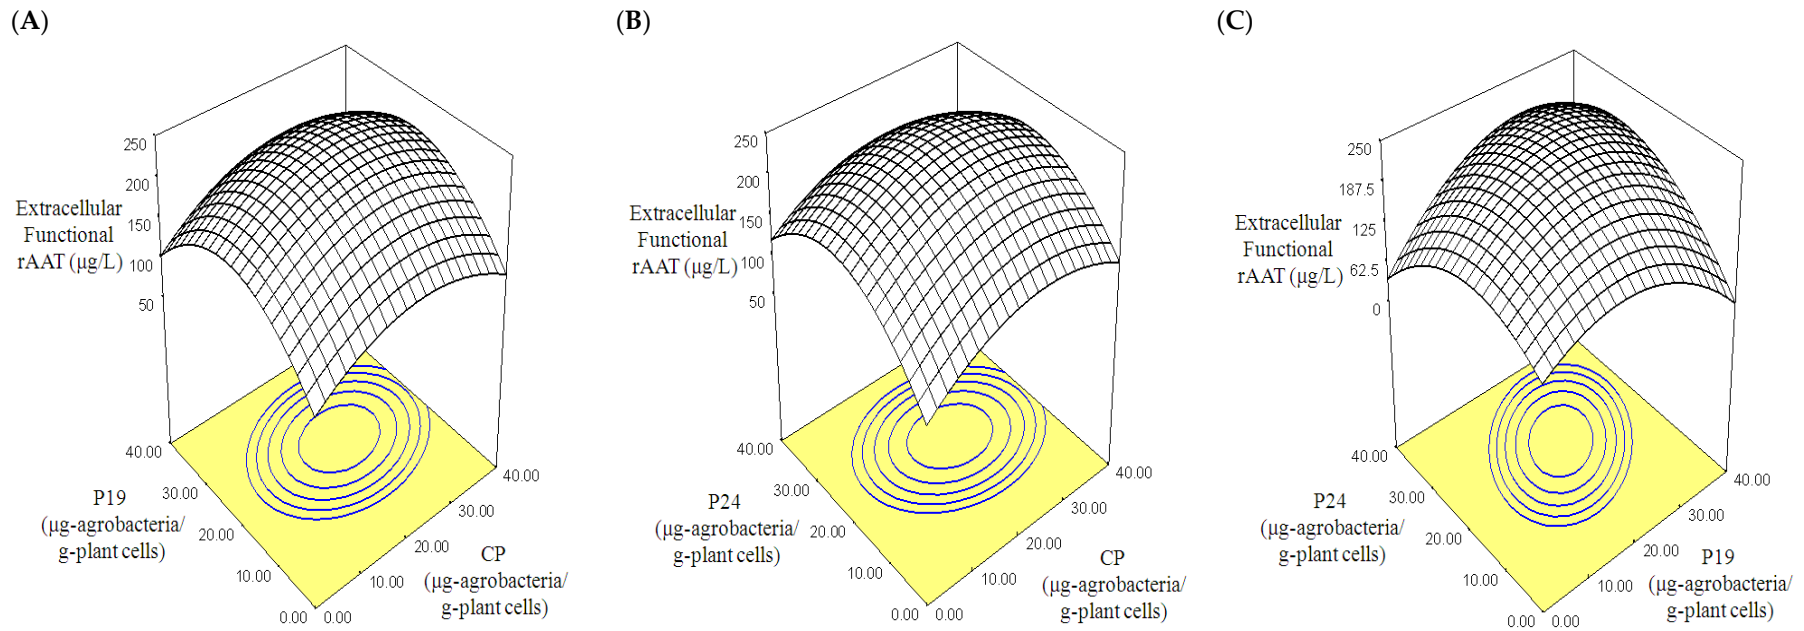 (A)
250
200
150
100
50
Extracellular
Functional
rAAT (µg/L)
40.00
30.00
20.00
10.00
0.00
P19
(µg-agrobacteria/
g-plant cells)
0.00
10.00
20.00
30.00
40.00
CP
(µg-agrobacteria/
g-plant cells)
(B)
250
200
150
100
50
Extracellular
Functional
rAAT (µg/L)
40.00
30.00
20.00
10.00
0.00
P24
(µg-agrobacteria/
g-plant cells)
0.00
10.00
20.00
30.00
40.00
CP
(µg-agrobacteria/
g-plant cells)
(C)
250
187.5
125
62.5
0
Extracellular
Functional
rAAT (µg/L)
40.00
30.00
20.00
10.00
0.00
P24
(µg-agrobacteria/
g-plant cells)
0.00
10.00
20.00
30.00
40.00
P19
(µg-agrobacteria/
g-plant cells)